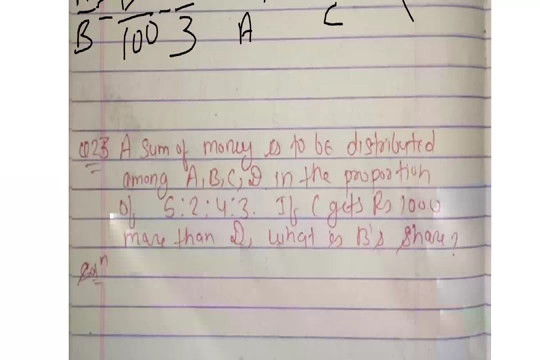 B 100 3 A C
Q23 A sum of money is to be distributed
among A, B, C, D in the proportion
of 5:2:4:3. If C gets Rs 1000
more than D, what is B's share?
Solⁿ